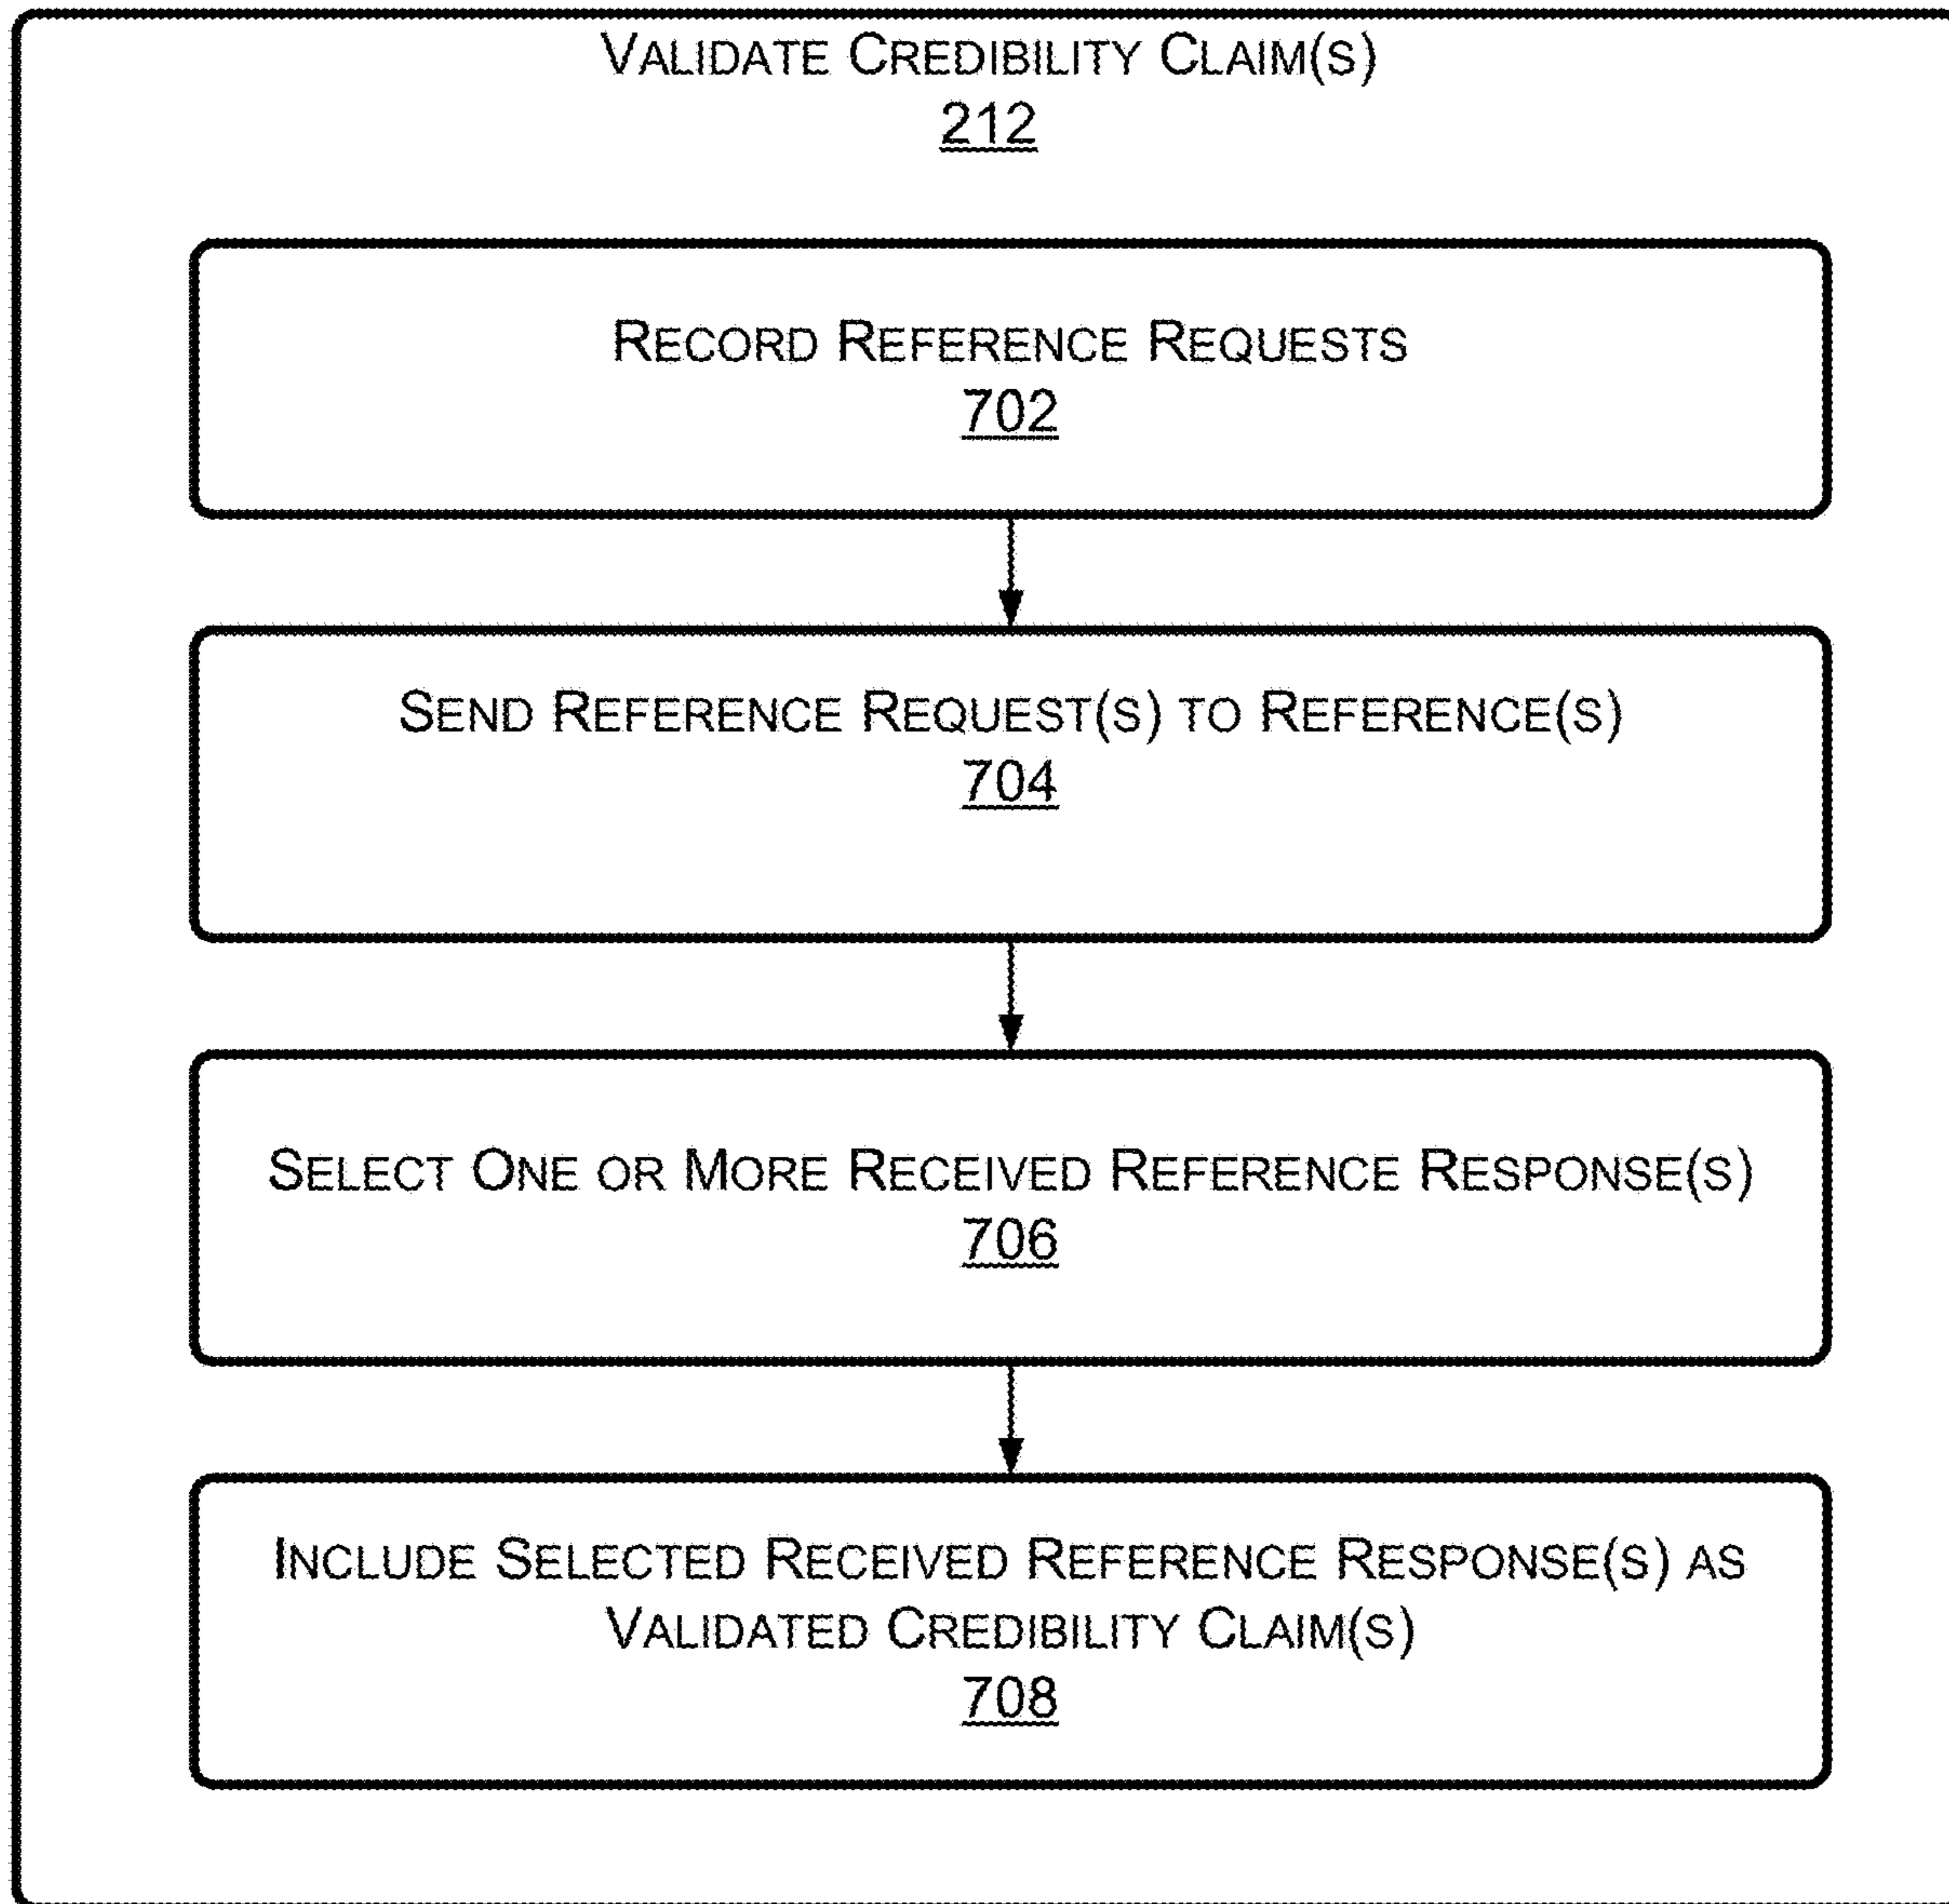 VALIDATE CREDIBILITY CLAIM(S)
212
RECORD REFERENCE REQUESTS
702
SEND REFERENCE REQUEST(S) TO REFERENCE(S)
704
SELECT ONE OR MORE RECEIVED REFERENCE RESPONSE(S)
706
INCLUDE SELECTED RECEIVED REFERENCE RESPONSE(S) AS
VALIDATED CREDIBILITY CLAIM(S)
708